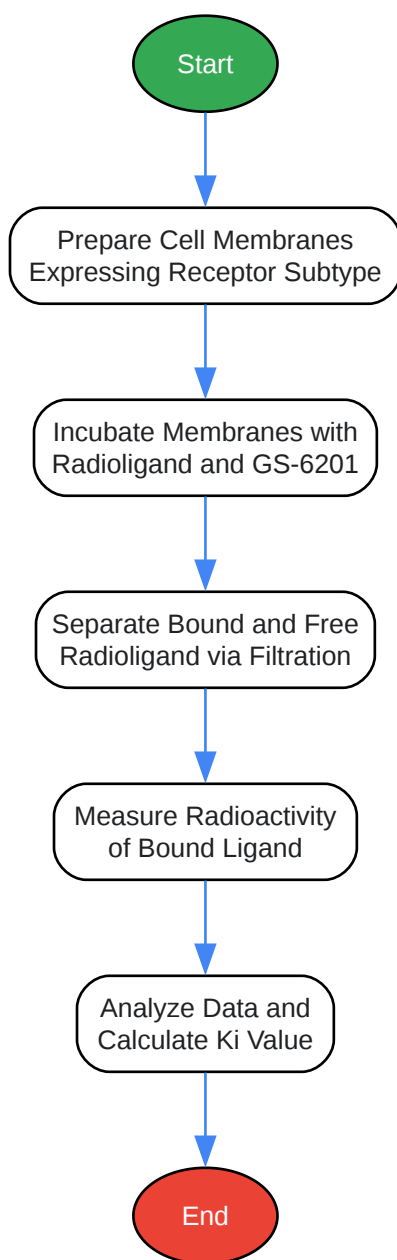 Start
Prepare Cell Membranes
Expressing Receptor Subtype
Incubate Membranes with
Radioligand and GS-6201
Separate Bound and Free
Radioligand via Filtration
Measure Radioactivity
of Bound Ligand
Analyze Data and
Calculate Ki Value
End